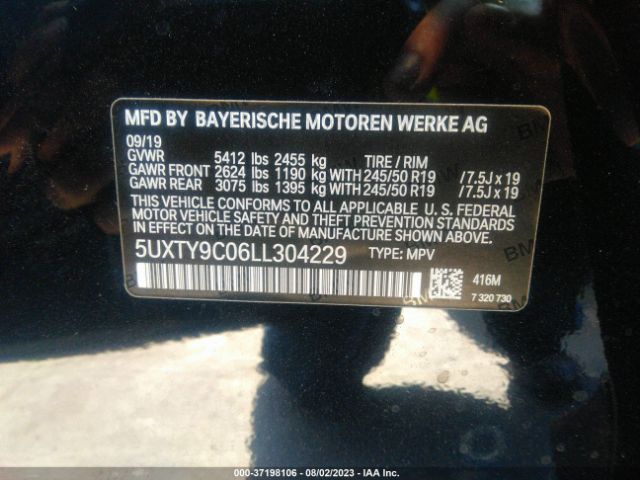 MFD BY BAYERISCHE MOTOREN WERKE AG
09/19
GVWR 5412 lbs 2455 kg TIRE / RIM
GAWR FRONT 2624 lbs 1190 kg WITH 245/50 R19 /7.5J x 19
GAWR REAR 3075 lbs 1395 kg WITH 245/50 R19 /7.5J x 19
THIS VEHICLE CONFORMS TO ALL APPLICABLE U. S. FEDERAL
MOTOR VEHICLE SAFETY AND THEFT PREVENTION STANDARDS
IN EFFECT ON THE DATE OF MANUFACTURE SHOWN ABOVE.
5UXTY9C06LL304229 TYPE: MPV
416M
7 320 730
000-37198106 - 08/02/2023 - IAA Inc.